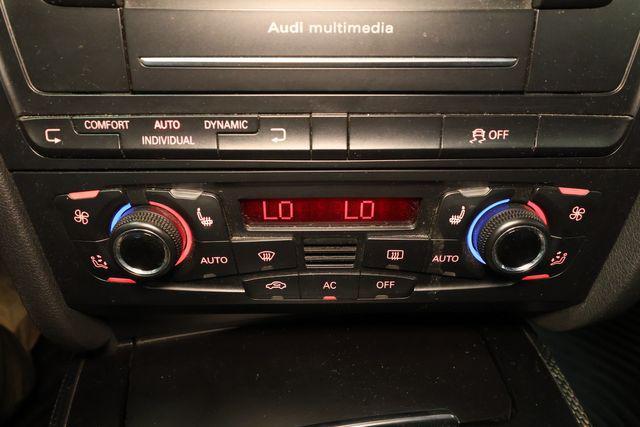 Audi multimedia
COMFORT AUTO DYNAMIC
INDIVIDUAL
OFF
LO LO
AUTO AUTO
AC OFF